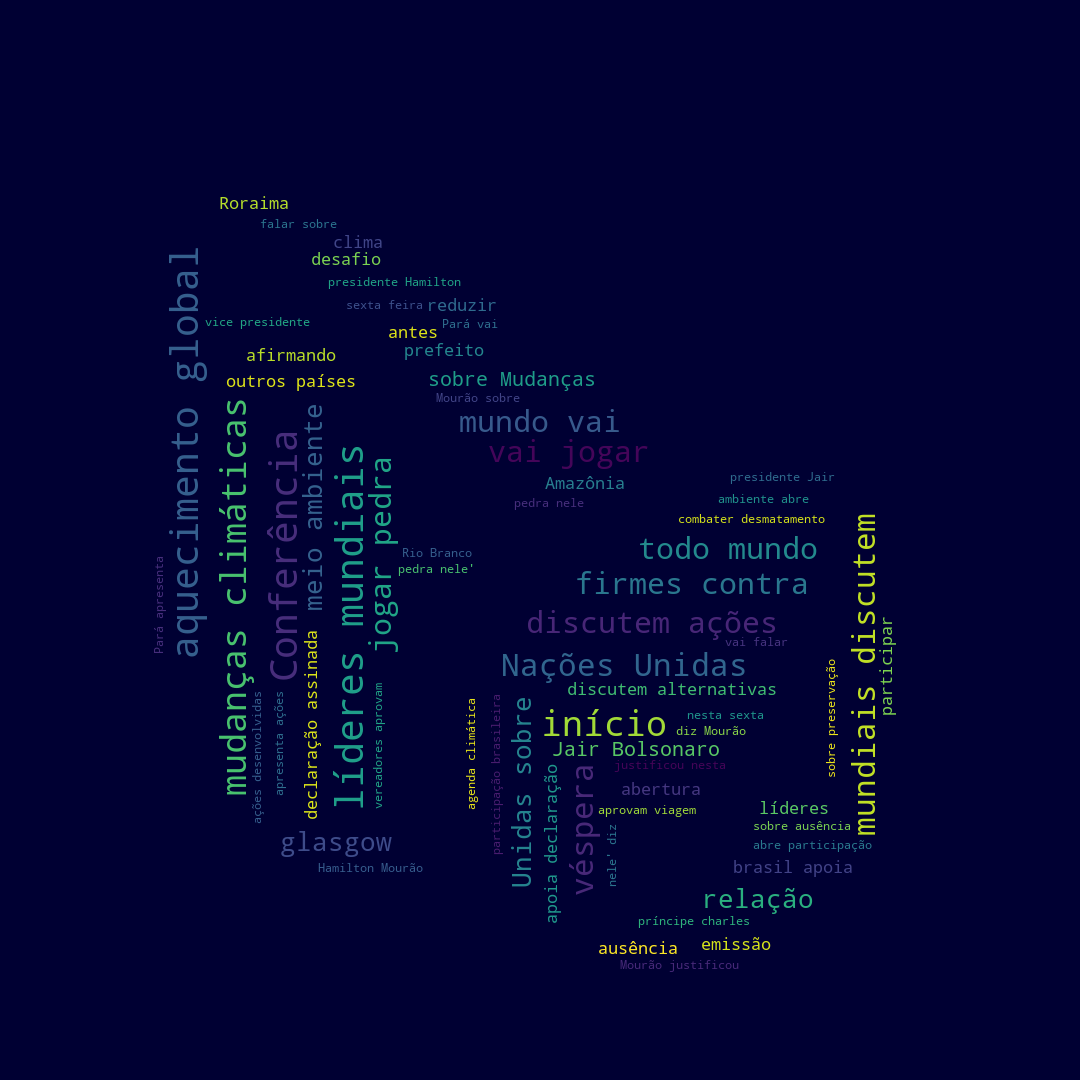 Roraima
falar sobre
clima
desafio
presidente Hamilton
sexta feira
reduzir
vice presidente
Pará vai
antes
prefeito
afirmando
outros países
sobre Mudanças
Mourão sobre
mundo vai
vai jogar
Amazônia
pedra nele
presidente Jair
ambiente abre
combater desmatamento
todo mundo
Rio Branco
pedra nele'
firmes contra
discutem ações
vai falar
Nações Unidas
discutem alternativas
início
nesta sexta
diz Mourão
Jair Bolsonaro
justificou nesta
abertura
aprovam viagem
líderes
sobre ausência
abre participação
brasil apoia
relação
príncipe charles
ausência
emissão
Mourão justificou
glasgow
Hamilton Mourão
Pará apresenta
aquecimento global
mudanças climáticas
ações desenvolvidas
apresenta ações
Conferência
meio ambiente
declaração assinada
líderes mundiais
jogar pedra
vereadores aprovam
agenda climática
participação brasileira
Unidas sobre
apoia declaração
véspera
nele' diz
sobre preservação
mundiais discutem
participar